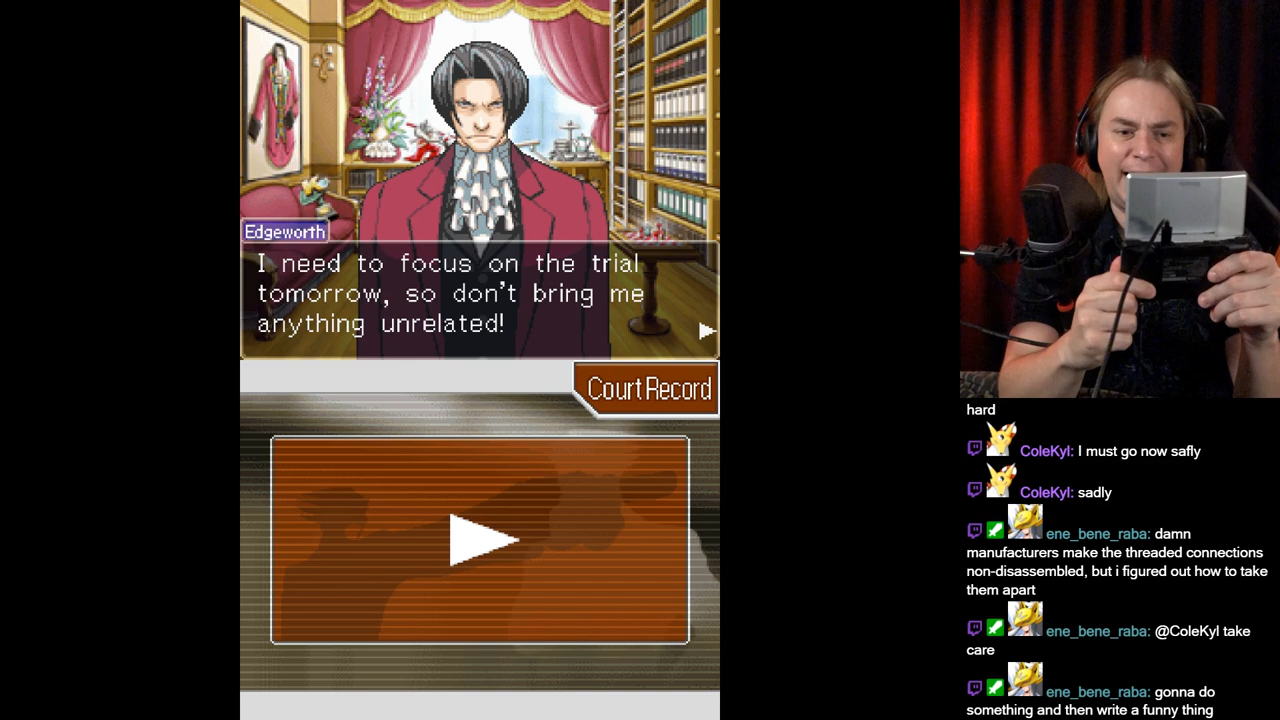 Edgeworth
I need to focus on the trial
tomorrow, so don't bring me
anything unrelated!
Court Record
hard
ColeKyl: I must go now safly
ColeKyl: sadly
ene_bene_raba: damn
manufacturers make the threaded connections
non-disassembled, but i figured out how to take
them apart
ene_bene_raba: @ColeKyl take
care
ene_bene_raba: gonna do
something and then write a funny thing